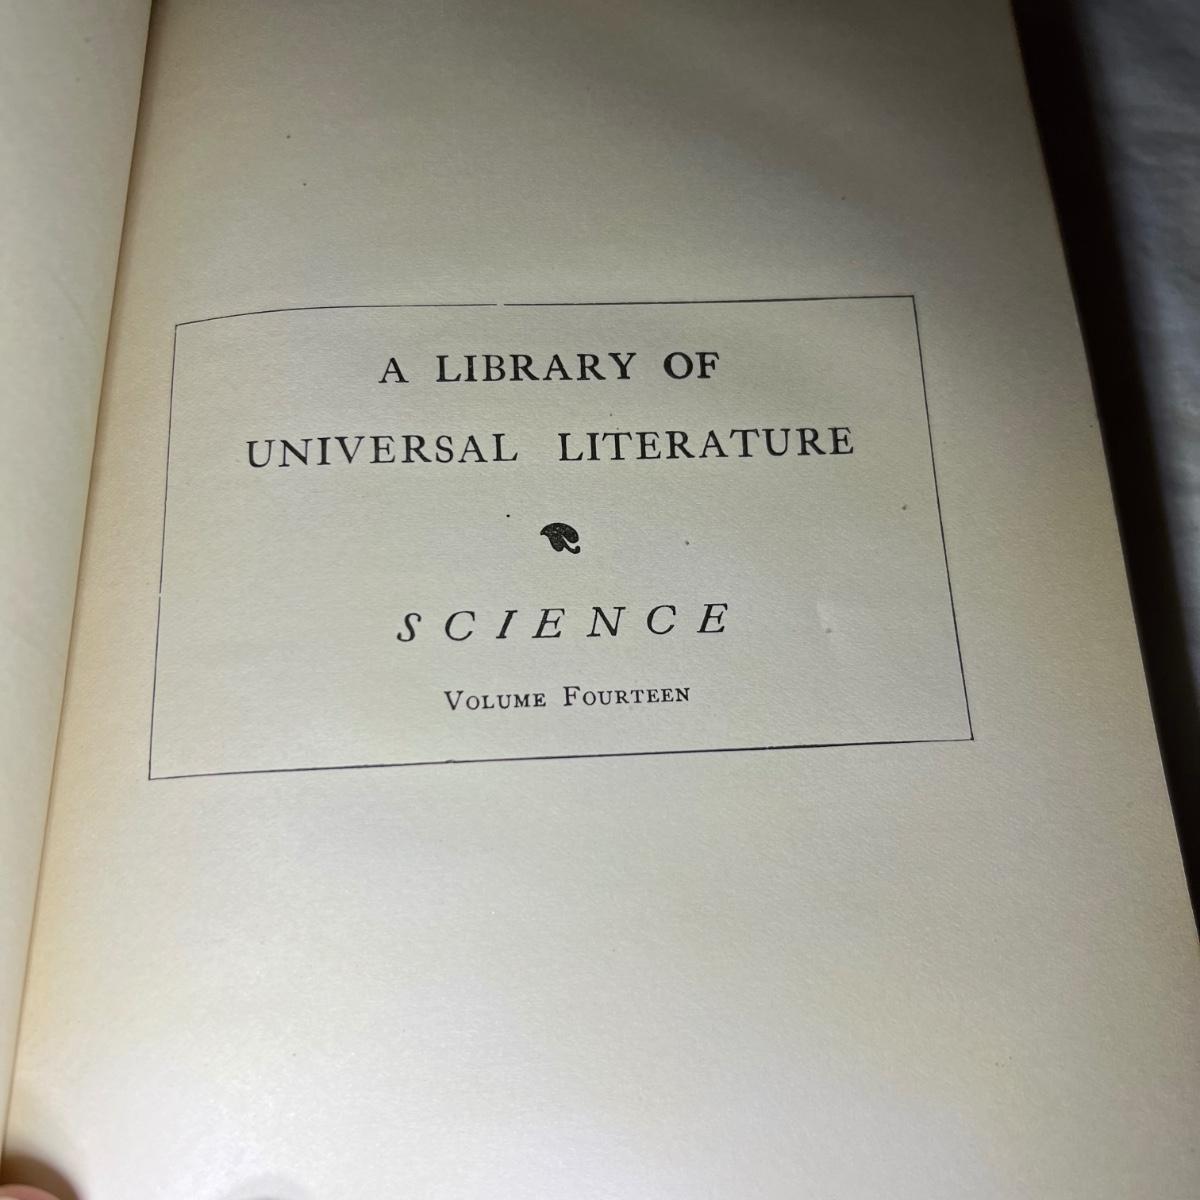 A LIBRARY OF
UNIVERSAL LITERATURE
SCIENCE
VOLUME FOURTEEN